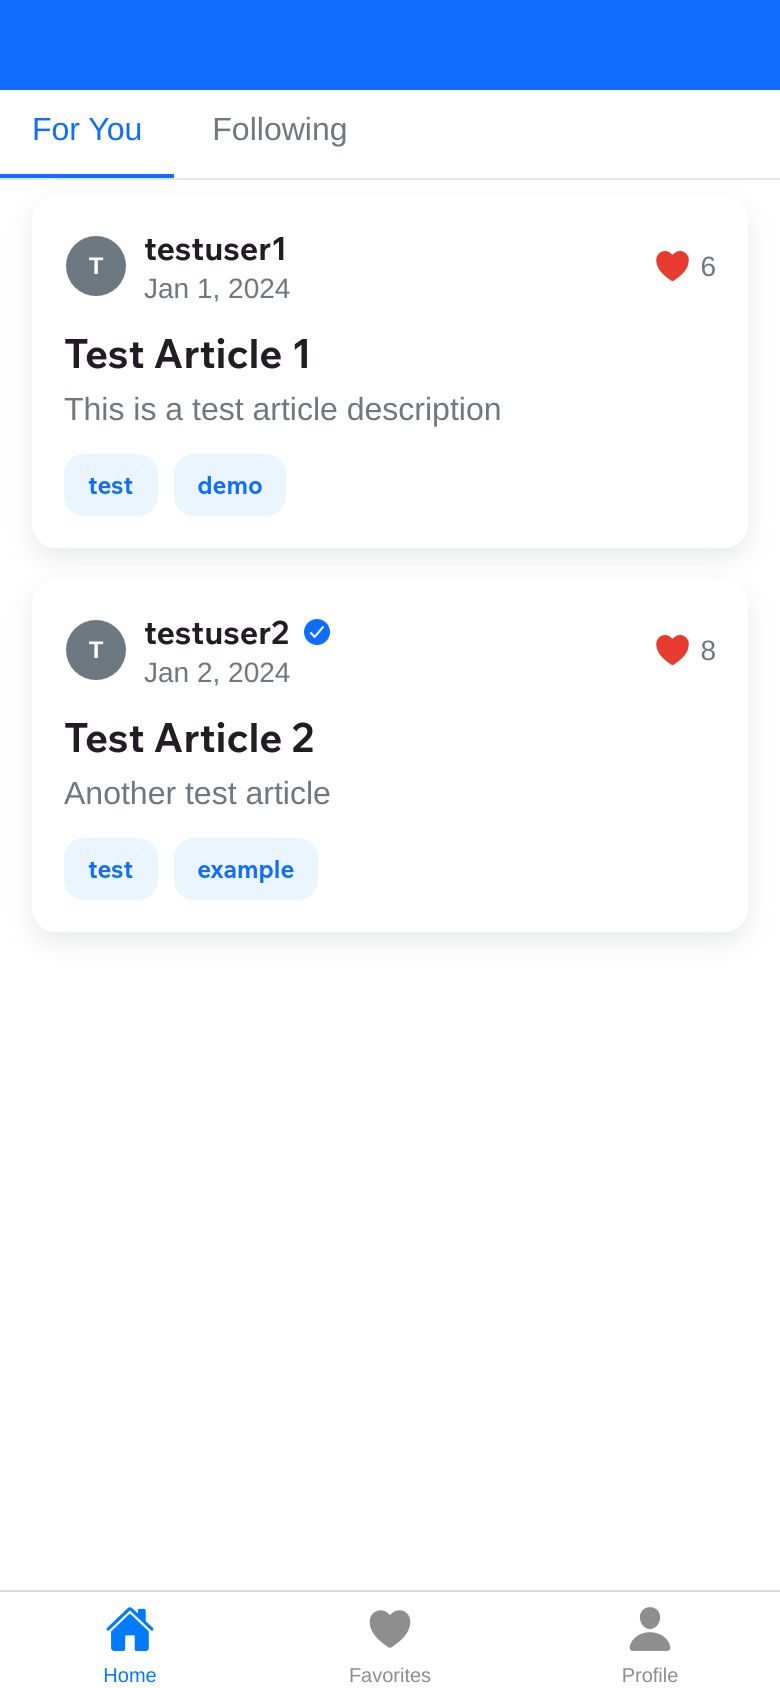 For You Following
T testuser1
Jan 1, 2024
6
Test Article 1
This is a test article description
test demo
T testuser2
Jan 2, 2024
8
Test Article 2
Another test article
test example
Home Favorites Profile